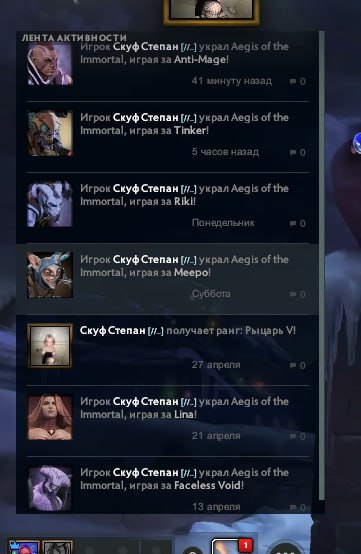 ЛЕНТА АКТИВНОСТИ
Игрок Скуф Степан [//..] украл Aegis of the
Immortal, играя за Anti-Mage!
41 минуту назад 0
Игрок Скуф Степан [//..] украл Aegis of the
Immortal, играя за Tinker!
5 часов назад 0
Игрок Скуф Степан [//..] украл Aegis of the
Immortal, играя за Riki!
Понедельник 0
Игрок Скуф Степан [//..] украл Aegis of the
Immortal, играя за Meepo!
Суббота 0
Скуф Степан [//..] получает ранг: Рыцарь V!
27 апреля 0
Игрок Скуф Степан [//..] украл Aegis of the
Immortal, играя за Lina!
21 апреля 0
Игрок Скуф Степан [//..] украл Aegis of the
Immortal, играя за Faceless Void!
13 апреля 0
1